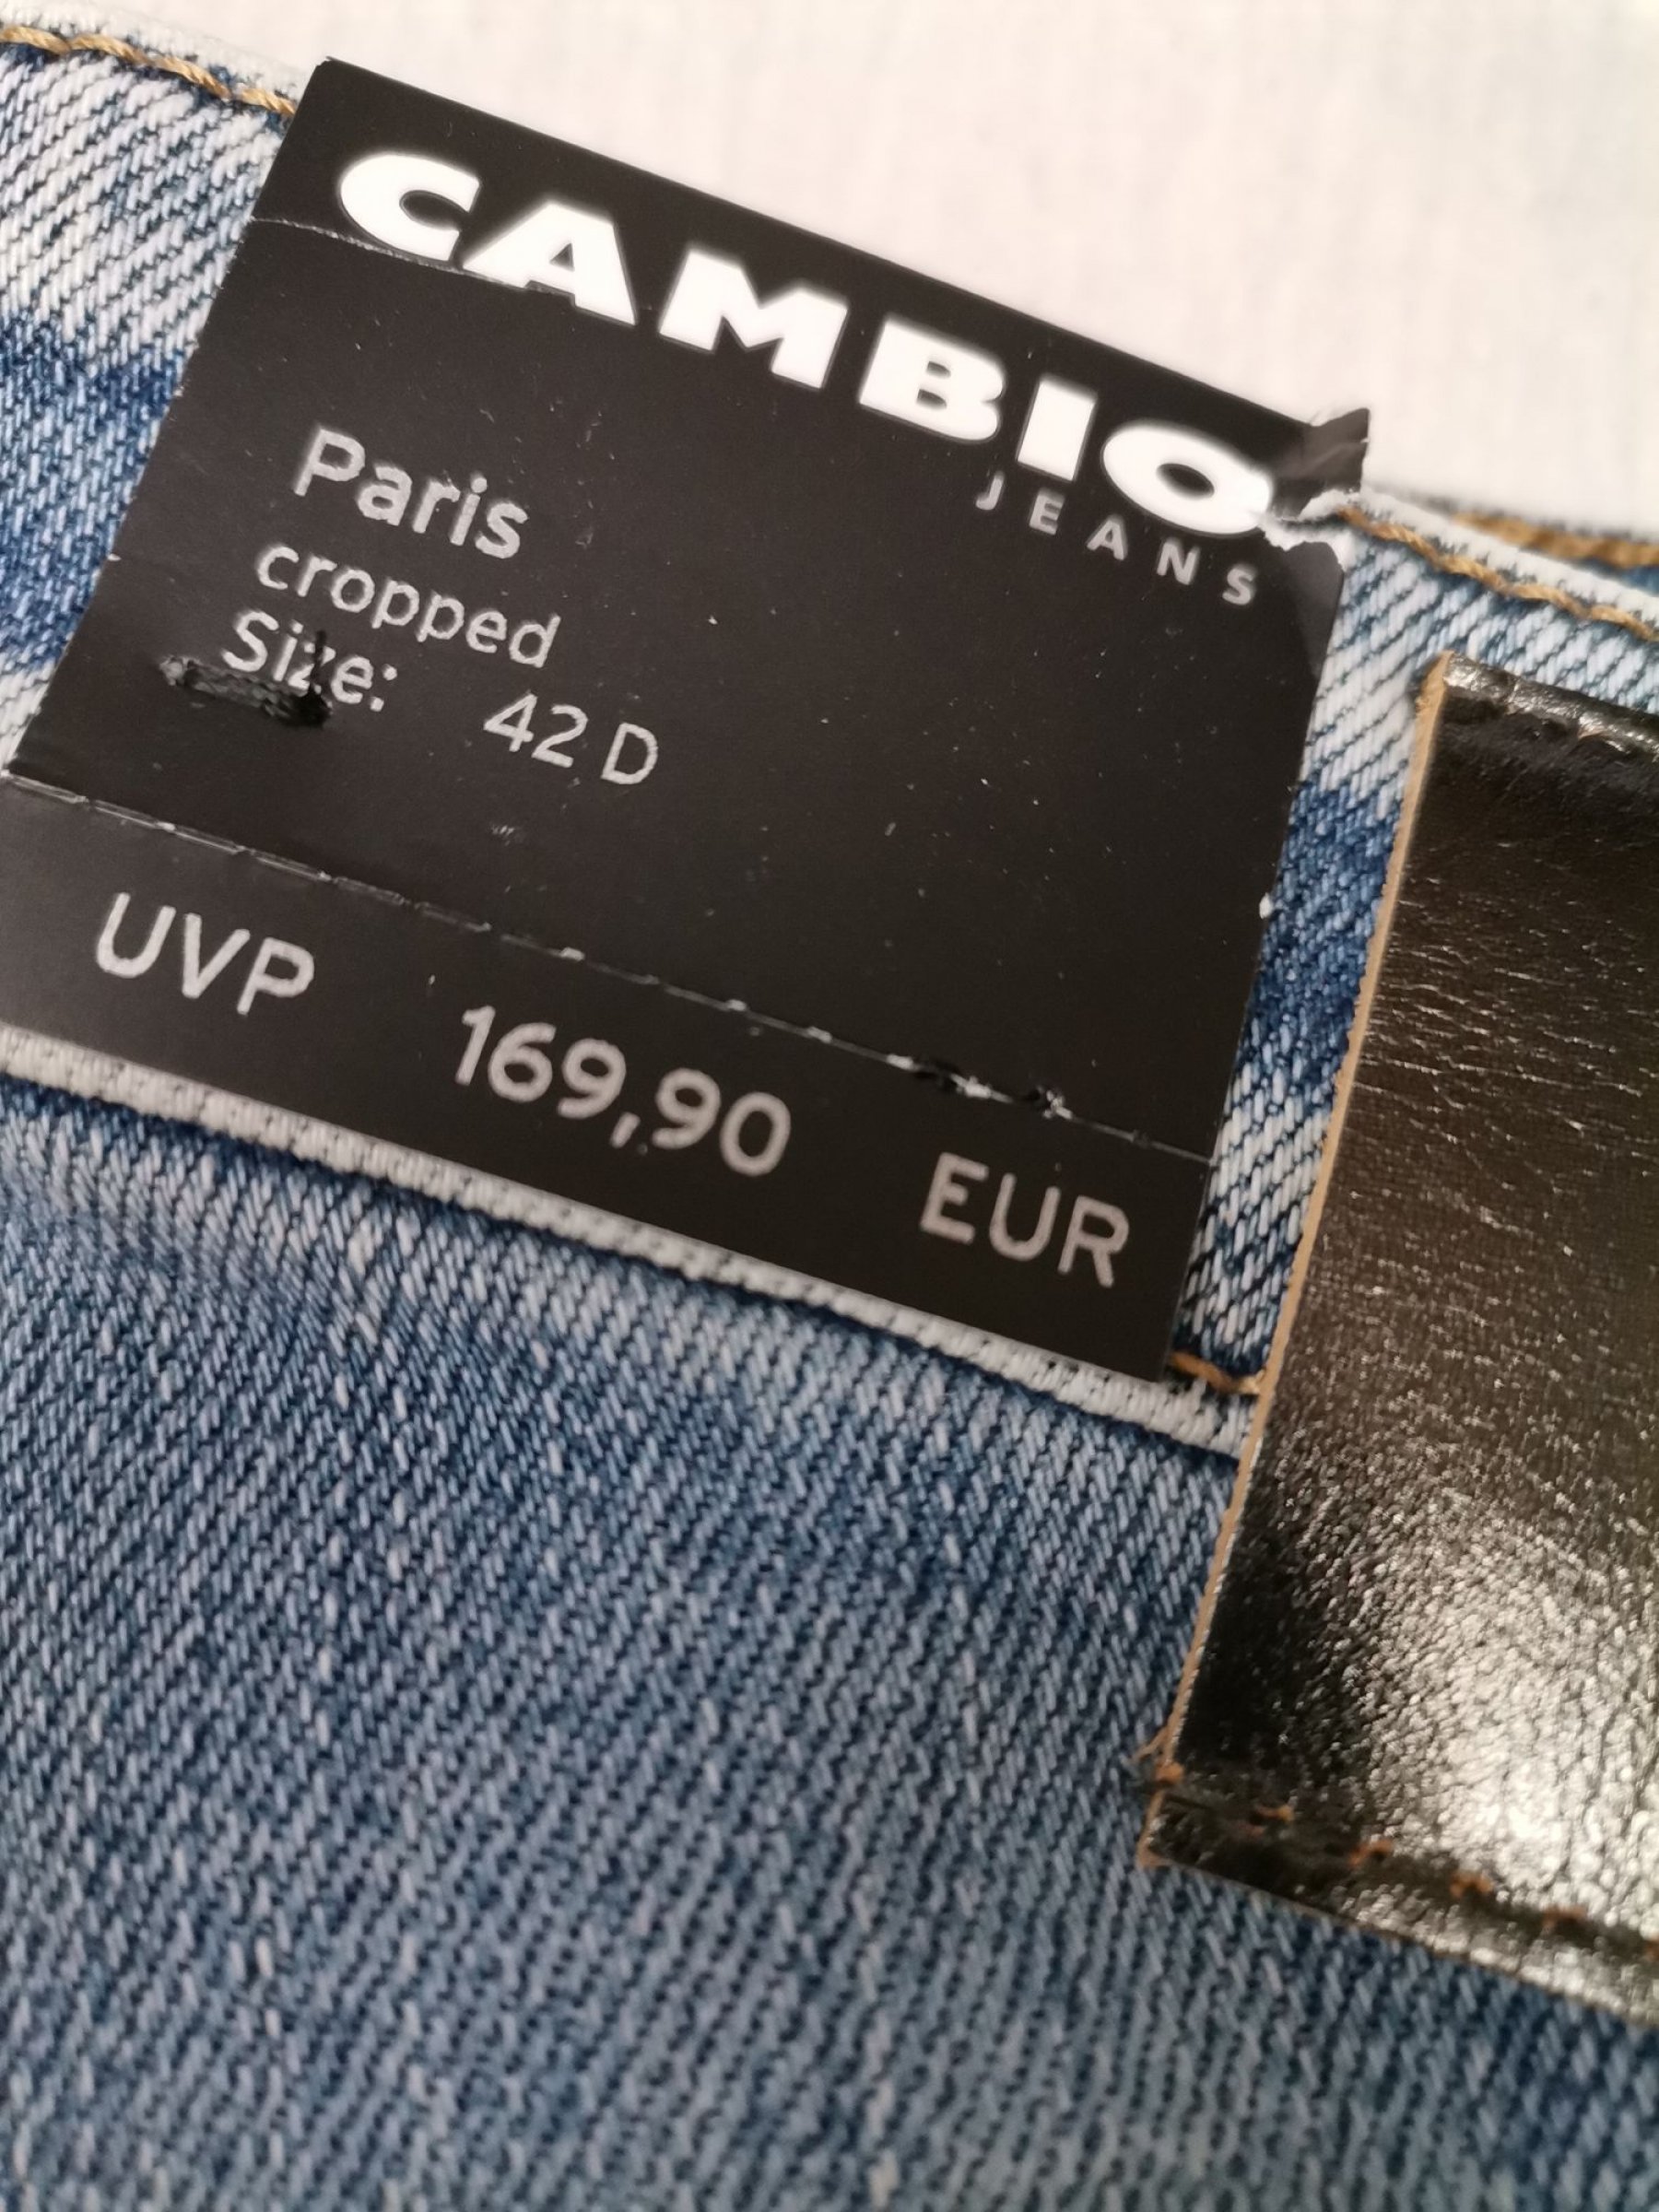 CAMBIO
JEANS
Paris
cropped
Size: 42 D
UVP 169,90 EUR